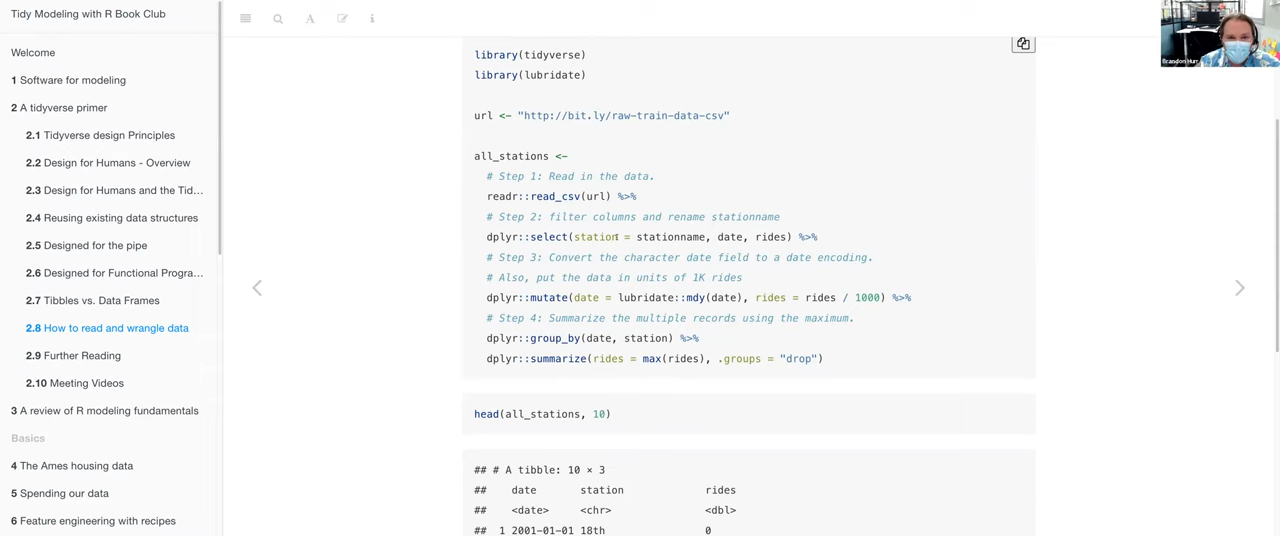 Tidy Modeling with R Book Club
Welcome
1 Software for modeling
2 A tidyverse primer
2.1 Tidyverse design Principles
2.2 Design for Humans - Overview
2.3 Design for Humans and the Tid…
2.4 Reusing existing data structures
2.5 Designed for the pipe
2.6 Designed for Functional Progra…
2.7 Tibbles vs. Data Frames
2.8 How to read and wrangle data
2.9 Further Reading
2.10 Meeting Videos
3 A review of R modeling fundamentals
Basics
4 The Ames housing data
5 Spending our data
6 Feature engineering with recipes
library(tidyverse)
library(lubridate)
url <- "http://bit.ly/raw-train-data-csv"
all_stations <-
# Step 1: Read in the data.
readr::read_csv(url) %>%
# Step 2: filter columns and rename stationname
dplyr::select(station = stationname, date, rides) %>%
# Step 3: Convert the character date field to a date encoding.
# Also, put the data in units of 1K rides
dplyr::mutate(date = lubridate::mdy(date), rides = rides / 1000) %>%
# Step 4: Summarize the multiple records using the maximum.
dplyr::group_by(date, station) %>%
dplyr::summarize(rides = max(rides), .groups = "drop")
head(all_stations, 10)
## # A tibble: 10 × 3
## date station rides
## <date> <chr> <dbl>
## 1 2001-01-01 18th 0
Brandon Hurr